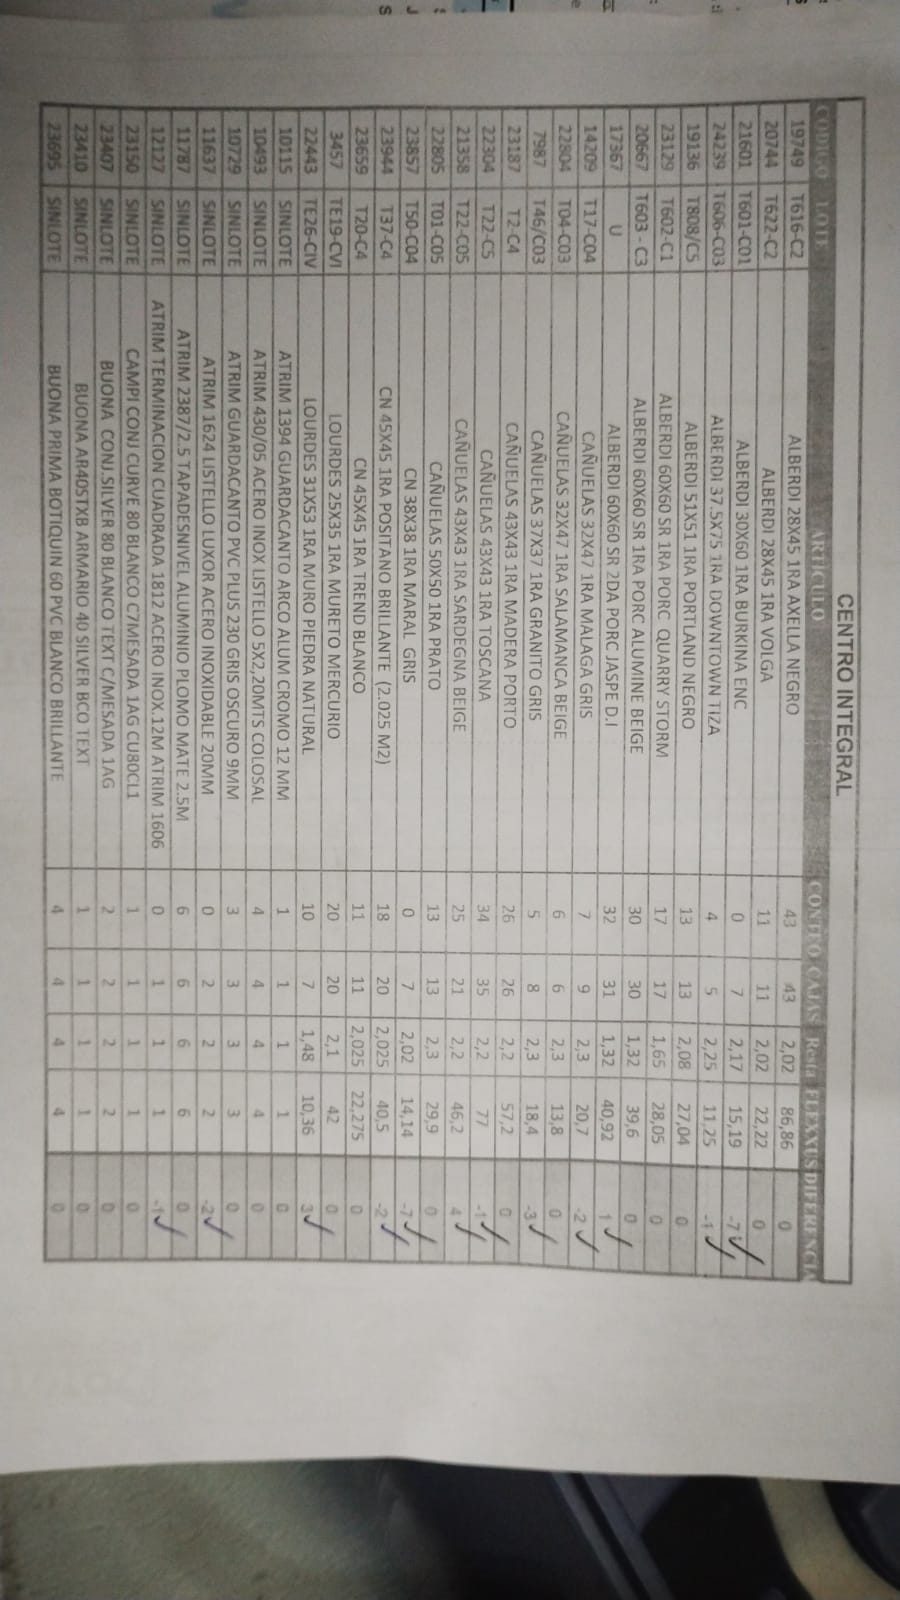 CENTRO INTEGRAL
CODIGO LOTE ARTICULO CONTEO CAJAS Resta FLEXXUS DIFERENCIA
19749 T616-C2 ALBERDI 28X45 1RA AXELLA NEGRO 43 43 2,02 86,86 0
20744 T622-C2 ALBERDI 28X45 1RA VOLGA 11 11 2,02 22,22 0
21601 T601-C01 ALBERDI 30X60 1RA BURKINA ENC 0 7 2,17 15,19 -7 ✓
24239 T606-C03 ALBERDI 37.5X75 1RA DOWNTOWN TIZA 4 5 2,25 11,25 -1 ✓
19136 T808/C5 ALBERDI 51X51 1RA PORTLAND NEGRO 13 13 2,08 27,04 0
23129 T602-C1 ALBERDI 60X60 SR 1RA PORC QUARRY STORM 17 17 1,65 28,05 0
20667 T603 - C3 ALBERDI 60X60 SR 1RA PORC ALUMINE BEIGE 30 30 1,32 39,6 0
17367 U ALBERDI 60X60 SR 2DA PORC JASPE D.I 32 31 1,32 40,92 1 ✓
14209 T17-C04 CAÑUELAS 32X47 1RA MALAGA GRIS 7 9 2,3 20,7 -2 ✓
22804 T04-C03 CAÑUELAS 32X47 1RA SALAMANCA BEIGE 6 6 2,3 13,8 0
7987 T46/C03 CAÑUELAS 37X37 1RA GRANITO GRIS 5 8 2,3 18,4 -3 ✓
23187 T2-C4 CAÑUELAS 43X43 1RA MADERA PORTO 26 26 2,2 57,2 0
22304 T22-C5 CAÑUELAS 43X43 1RA TOSCANA 34 35 2,2 77 -1 ✓
21358 T22-C05 CAÑUELAS 43X43 1RA SARDEGNA BEIGE 25 21 2,2 46,2 4 ✓
22805 T01-C05 CAÑUELAS 50X50 1RA PRATO 13 13 2,3 29,9 0
23857 T50-C04 CN 38X38 1RA MARAL GRIS 0 7 2,02 14,14 -7 ✓
23944 T37-C4 CN 45X45 1RA POSITANO BRILLANTE (2.025 M2) 18 20 2,025 40,5 -2 ✓
23659 T20-C4 CN 45X45 1RA TREND BLANCO 11 11 2,025 22,275 0
3457 TE19-CVI LOURDES 25X35 1RA MURETO MERCURIO 20 20 2,1 42 0
22443 TE26-CIV LOURDES 31X53 1RA MURO PIEDRA NATURAL 10 7 1,48 10,36 3 ✓
10115 SINLOTE ATRIM 1394 GUARDACANTO ARCO ALUM CROMO 12 MM 1 1 1 1 0
10493 SINLOTE ATRIM 430/05 ACERO INOX LISTELLO 5X2,20MTS COLOSAL 4 4 4 4 0
10729 SINLOTE ATRIM GUARDACANTO PVC PLUS 230 GRIS OSCURO 9MM 3 3 3 3 0
11637 SINLOTE ATRIM 1624 LISTELLO LUXOR ACERO INOXIDABLE 20MM 0 2 2 2 -2 ✓
11787 SINLOTE ATRIM 2387/2.5 TAPADESNIVEL ALUMINIO PLOMO MATE 2.5M 6 6 6 6 0
12127 SINLOTE ATRIM TERMINACION CUADRADA 1812 ACERO INOX.12M ATRIM 1606 0 1 1 1 -1 ✓
23150 SINLOTE CAMPI CONJ CURVE 80 BLANCO C7MESADA 1AG CU80CL1 1 1 1 1 0
23407 SINLOTE BUONA CONJ.SILVER 80 BLANCO TEXT C/MESADA 1AG 2 2 2 2 0
23410 SINLOTE BUONA AR40STXB ARMARIO 40 SILVER BCO TEXT 1 1 1 1 0
23695 SINLOTE BUONA PRIMA BOTIQUIN 60 PVC BLANCO BRILLANTE 4 4 4 4 0